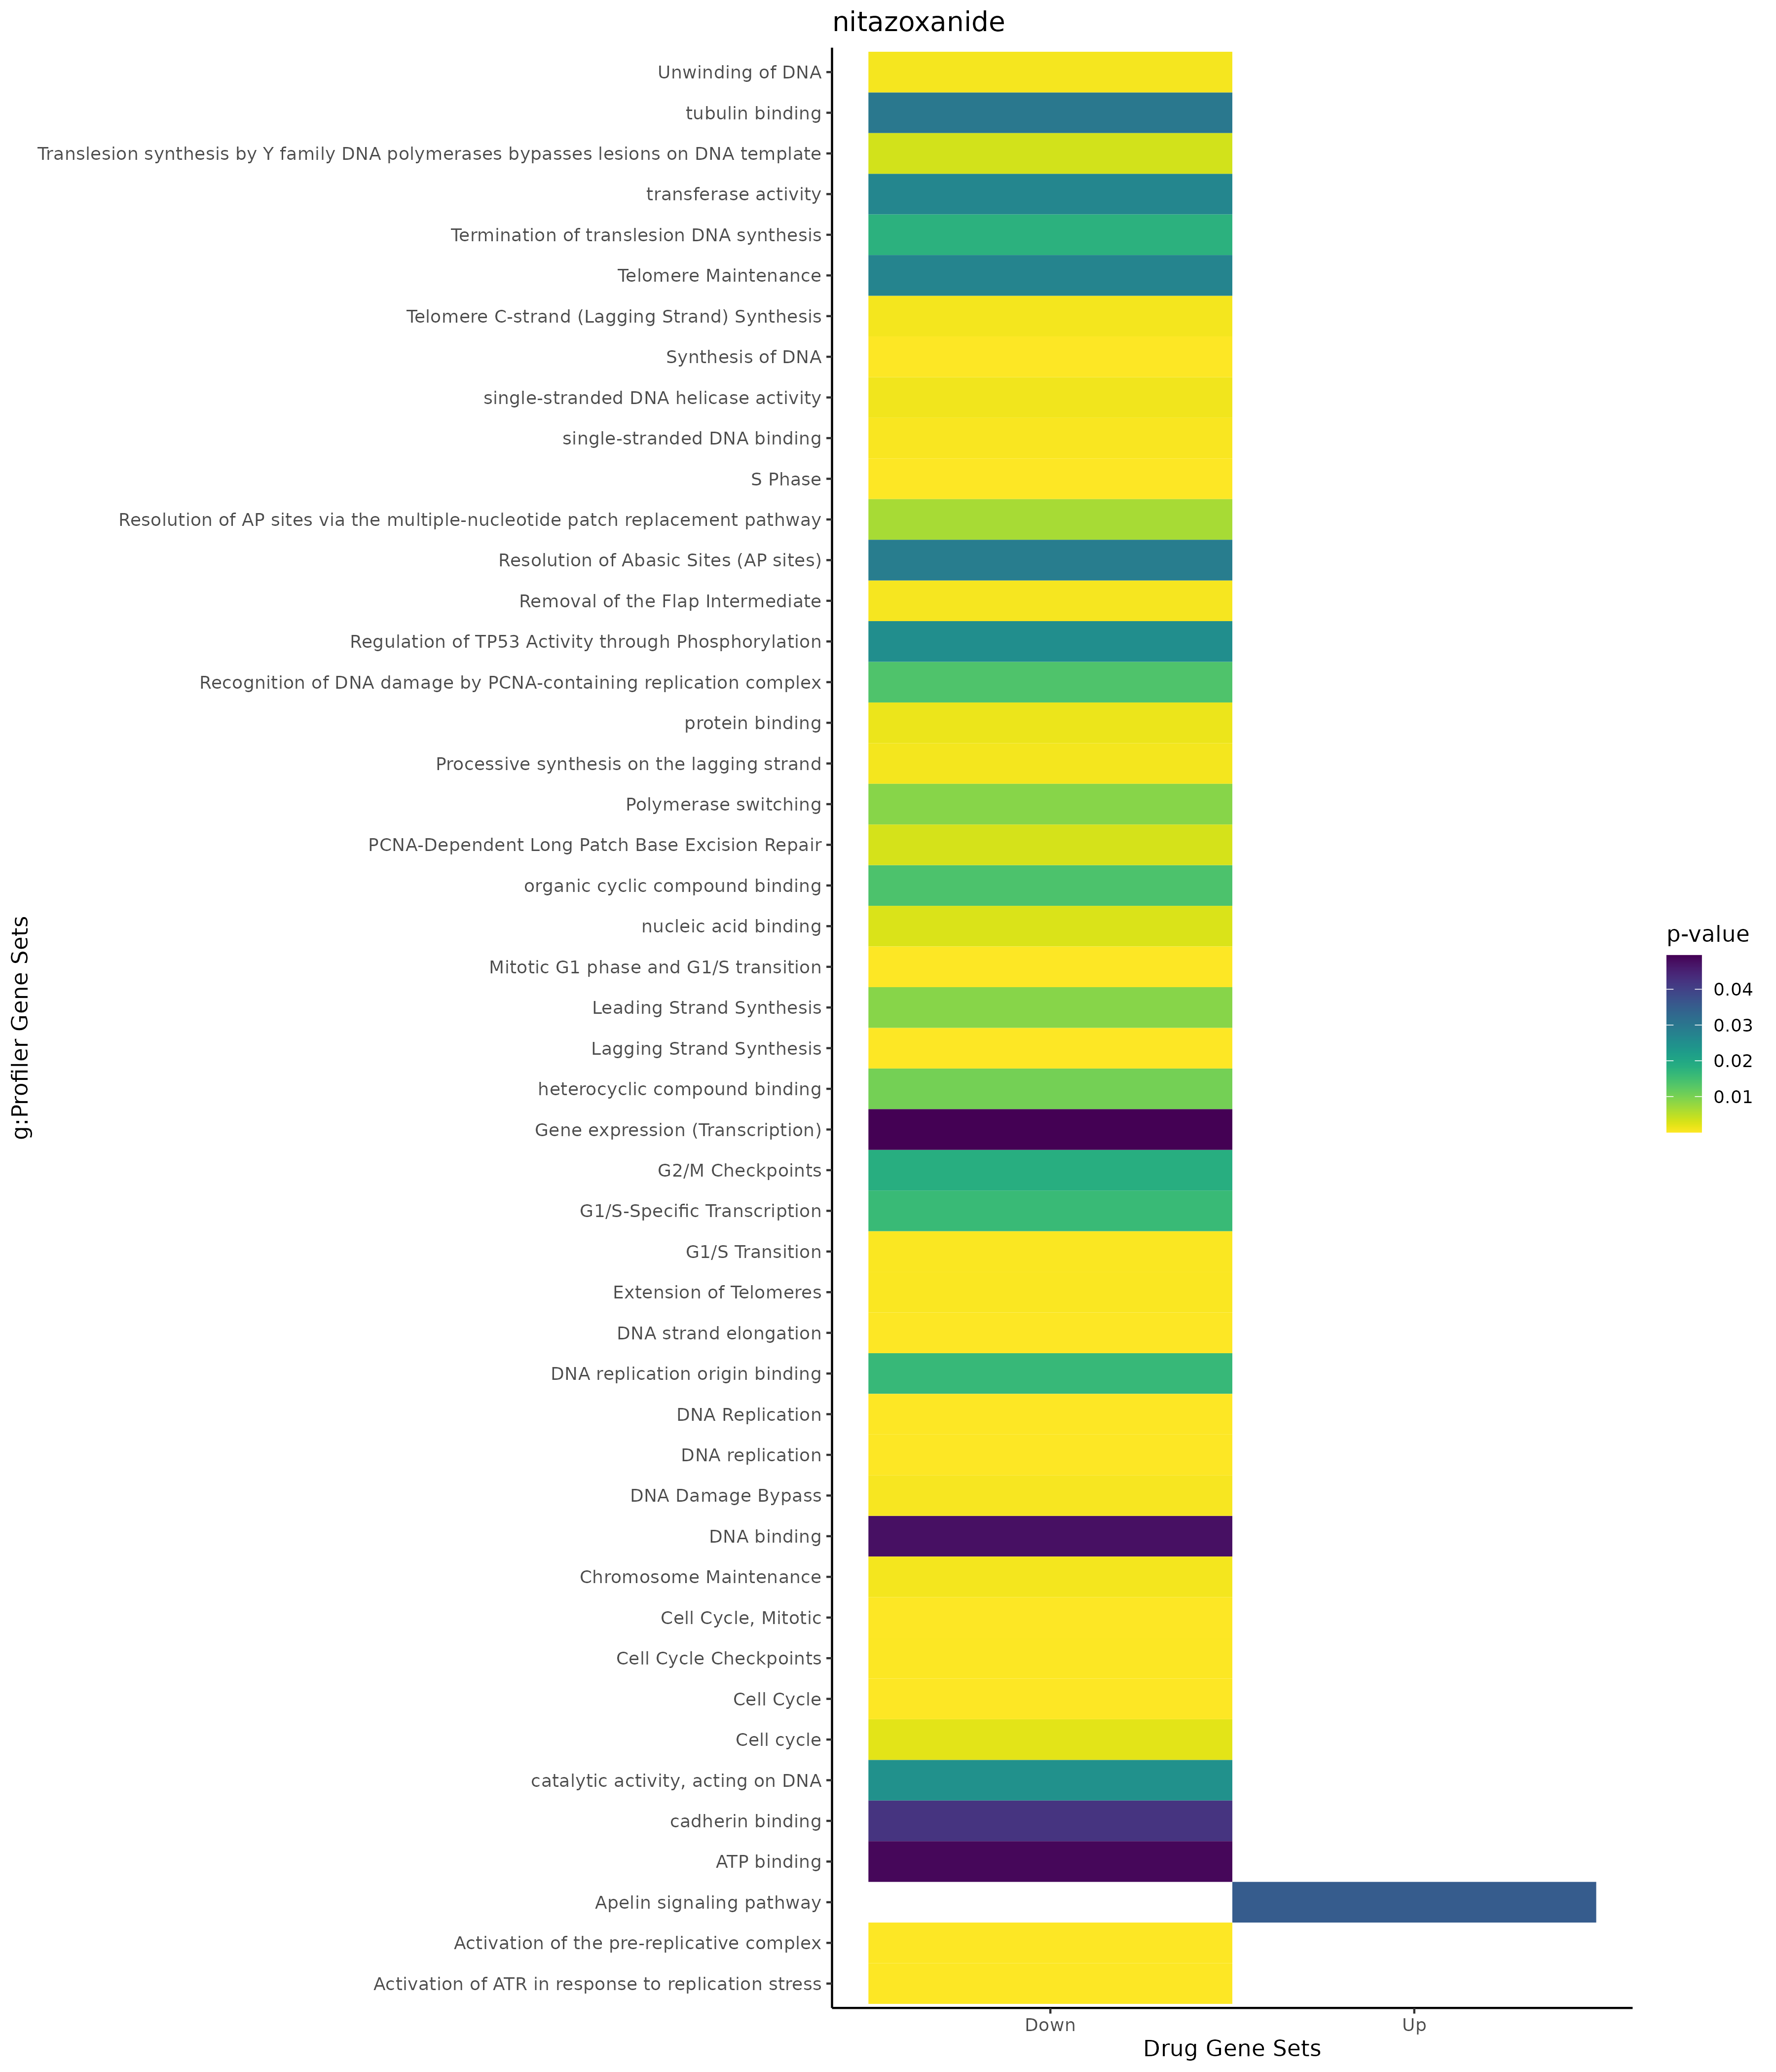 nitazoxanide
Unwinding of DNA
tubulin binding
Translesion synthesis by Y family DNA polymerases bypasses lesions on DNA template
transferase activity
Termination of translesion DNA synthesis
Telomere Maintenance
Telomere C-strand (Lagging Strand) Synthesis
Synthesis of DNA
single-stranded DNA helicase activity
single-stranded DNA binding
S Phase
Resolution of AP sites via the multiple-nucleotide patch replacement pathway
Resolution of Abasic Sites (AP sites)
Removal of the Flap Intermediate
Regulation of TP53 Activity through Phosphorylation
Recognition of DNA damage by PCNA-containing replication complex
protein binding
Processive synthesis on the lagging strand
Polymerase switching
PCNA-Dependent Long Patch Base Excision Repair
organic cyclic compound binding
nucleic acid binding
Mitotic G1 phase and G1/S transition
Leading Strand Synthesis
Lagging Strand Synthesis
heterocyclic compound binding
Gene expression (Transcription)
G2/M Checkpoints
G1/S-Specific Transcription
G1/S Transition
Extension of Telomeres
DNA strand elongation
DNA replication origin binding
DNA Replication
DNA replication
DNA Damage Bypass
DNA binding
Chromosome Maintenance
Cell Cycle, Mitotic
Cell Cycle Checkpoints
Cell Cycle
Cell cycle
catalytic activity, acting on DNA
cadherin binding
ATP binding
Apelin signaling pathway
Activation of the pre-replicative complex
Activation of ATR in response to replication stress
g:Profiler Gene Sets
Down
Up
Drug Gene Sets
p-value
0.04
0.03
0.02
0.01